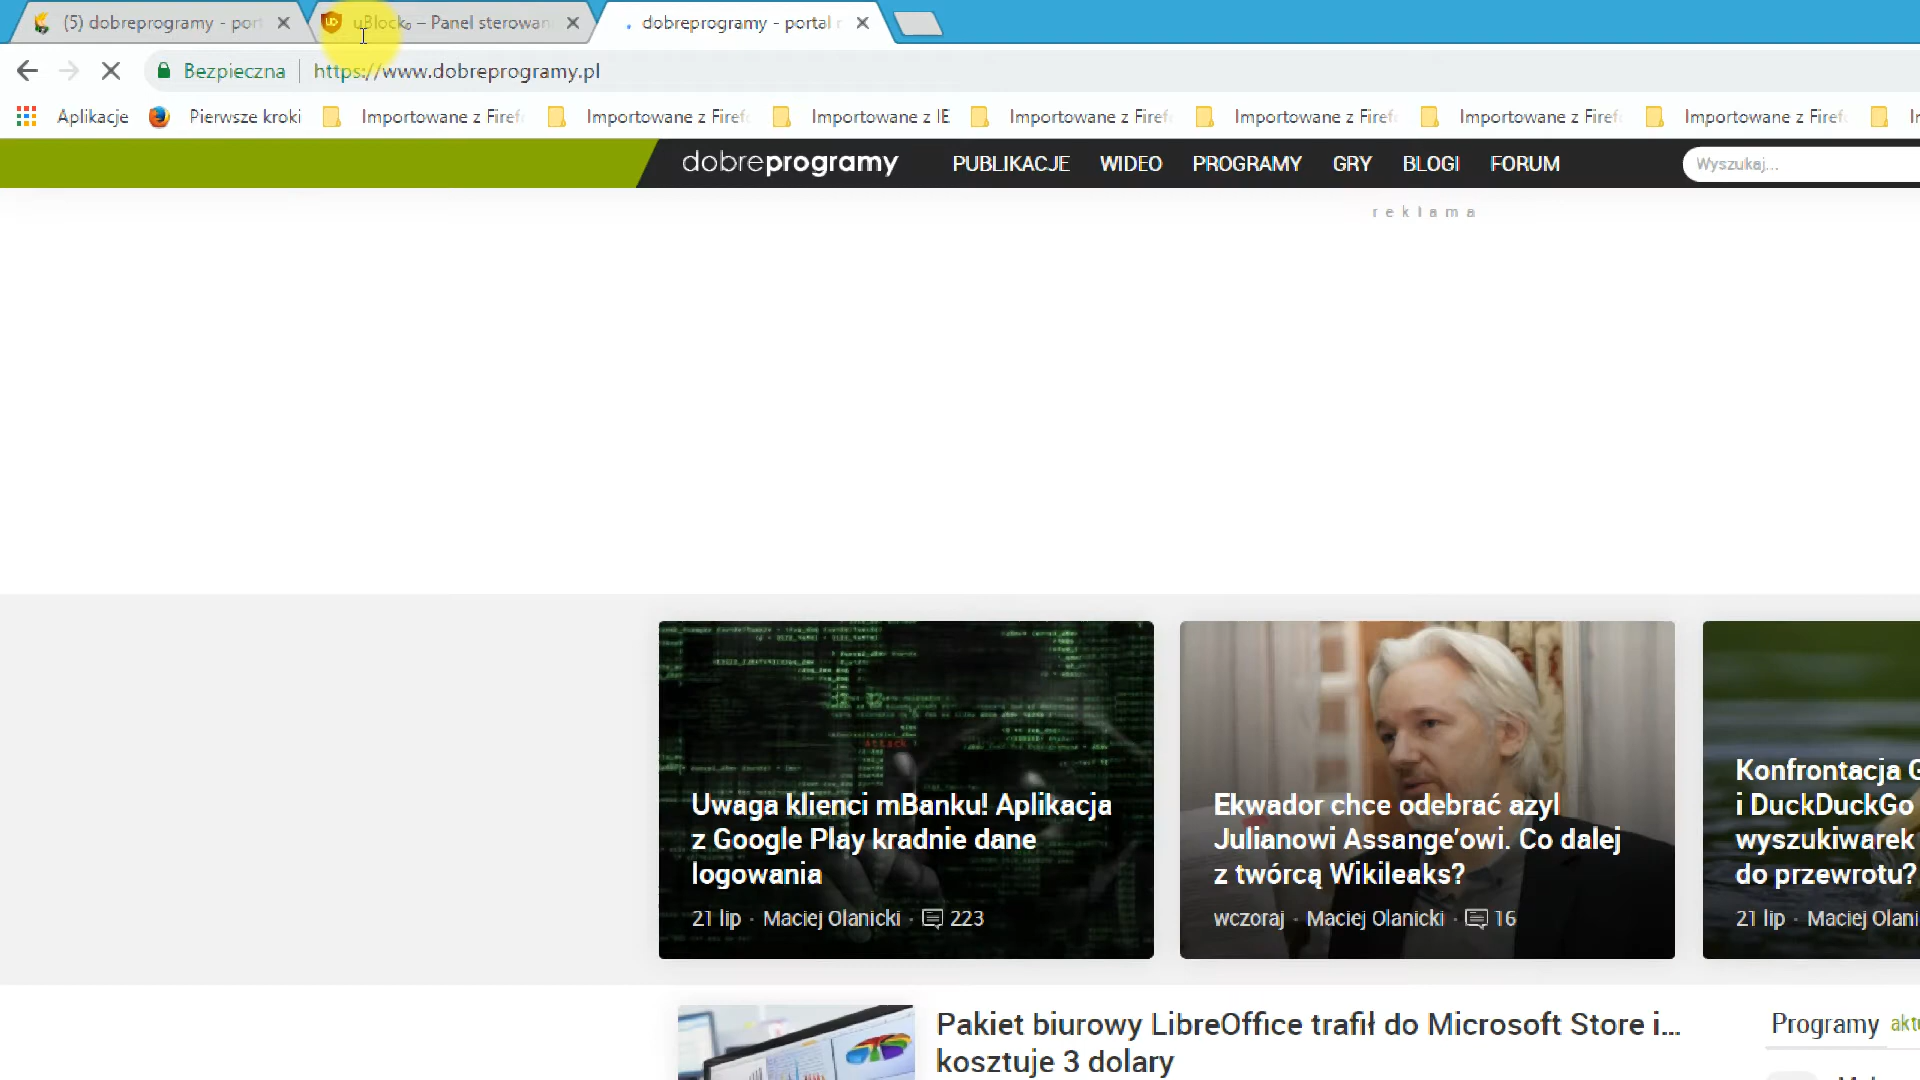 (5) dobreprogramy - port
uBlock₀ – Panel sterowan
dobreprogramy - portal
Bezpieczna
https://www.dobreprogramy.pl
Aplikacje
Pierwsze kroki
Importowane z Firef
Importowane z Firef
Importowane z IE
Importowane z Firef
Importowane z Firef
Importowane z Firef
Importowane z Firef
dobreprogramy
PUBLIKACJE
WIDEO
PROGRAMY
GRY
BLOGI
FORUM
Wyszukaj...
reklama
Attack
Uwaga klienci mBanku! Aplikacja
z Google Play kradnie dane
logowania
21 lip · Maciej Olanicki · 223
Ekwador chce odebrać azyl
Julianowi Assange’owi. Co dalej
z twórcą Wikileaks?
wczoraj · Maciej Olanicki · 16
Konfrontacja G
i DuckDuckGo
wyszukiwarek
do przewrotu?
21 lip · Maciej Olani
Pakiet biurowy LibreOffice trafił do Microsoft Store i...
kosztuje 3 dolary
Programy aktu